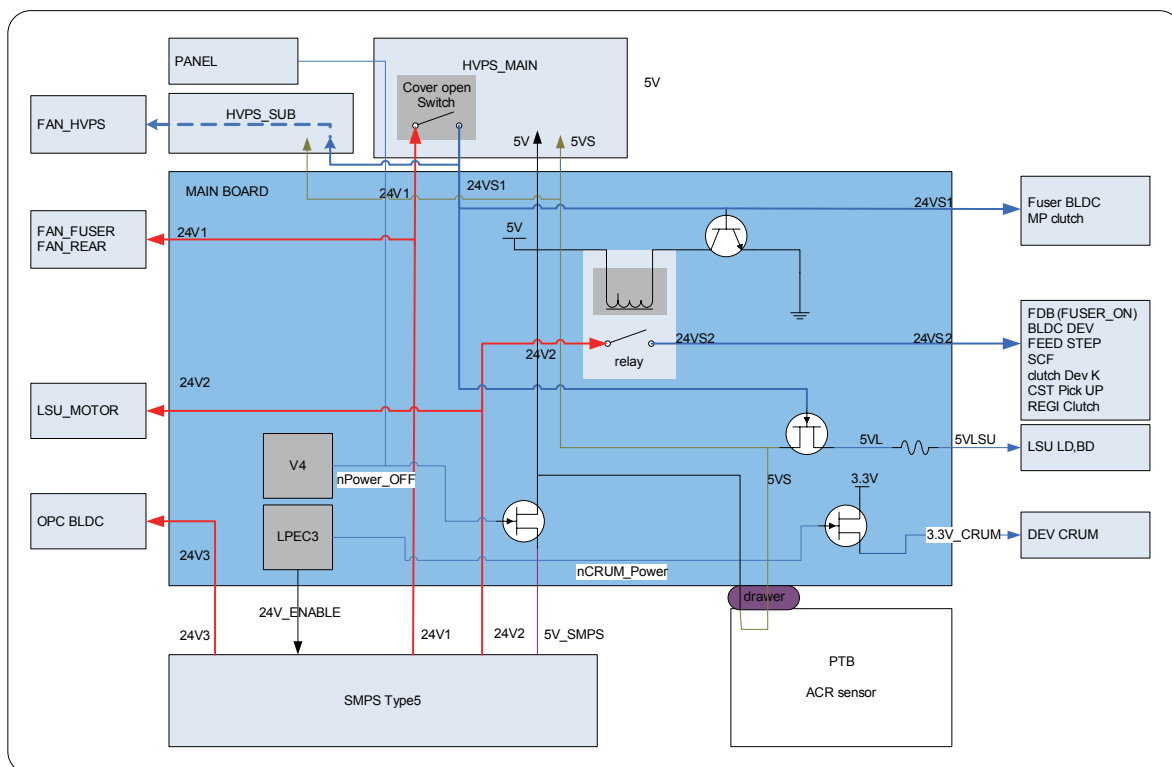 PANEL
HVPS_MAIN
Cover open
Switch
5V
FAN_HVPS
HVPS_SUB
5V
5VS
MAIN BOARD
24V1
24VS1
24VS1
Fuser BLDC
MP clutch
FAN_FUSER
FAN_REAR
24V1
5V
relay
24V2
24VS2
24VS2
FDB(FUSER_ON)
BLDC DEV
FEED STEP
SCF
clutch Dev K
CST Pick UP
REGI Clutch
LSU_MOTOR
24V2
5VL
5VLSU
LSU LD,BD
V4
nPower_OFF
5VS
3.3V
OPC BLDC
LPEC3
3.3V_CRUM
DEV CRUM
24V3
nCRUM_Power
drawer
24V_ENABLE
24V3
24V1
24V2
5V_SMPS
SMPS Type5
PTB
ACR sensor